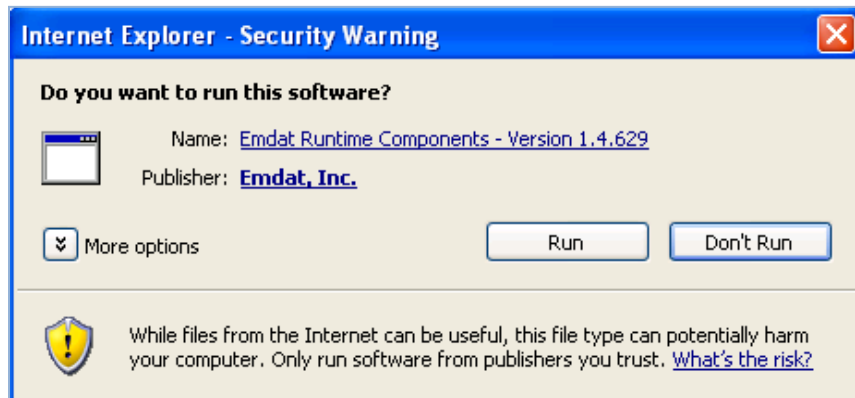 Internet Explorer - Security Warning
Do you want to run this software?
Name: Emdat Runtime Components - Version 1.4.629
Publisher: Emdat, Inc.
More options Run Don't Run
While files from the Internet can be useful, this file type can potentially harm
your computer. Only run software from publishers you trust. What's the risk?